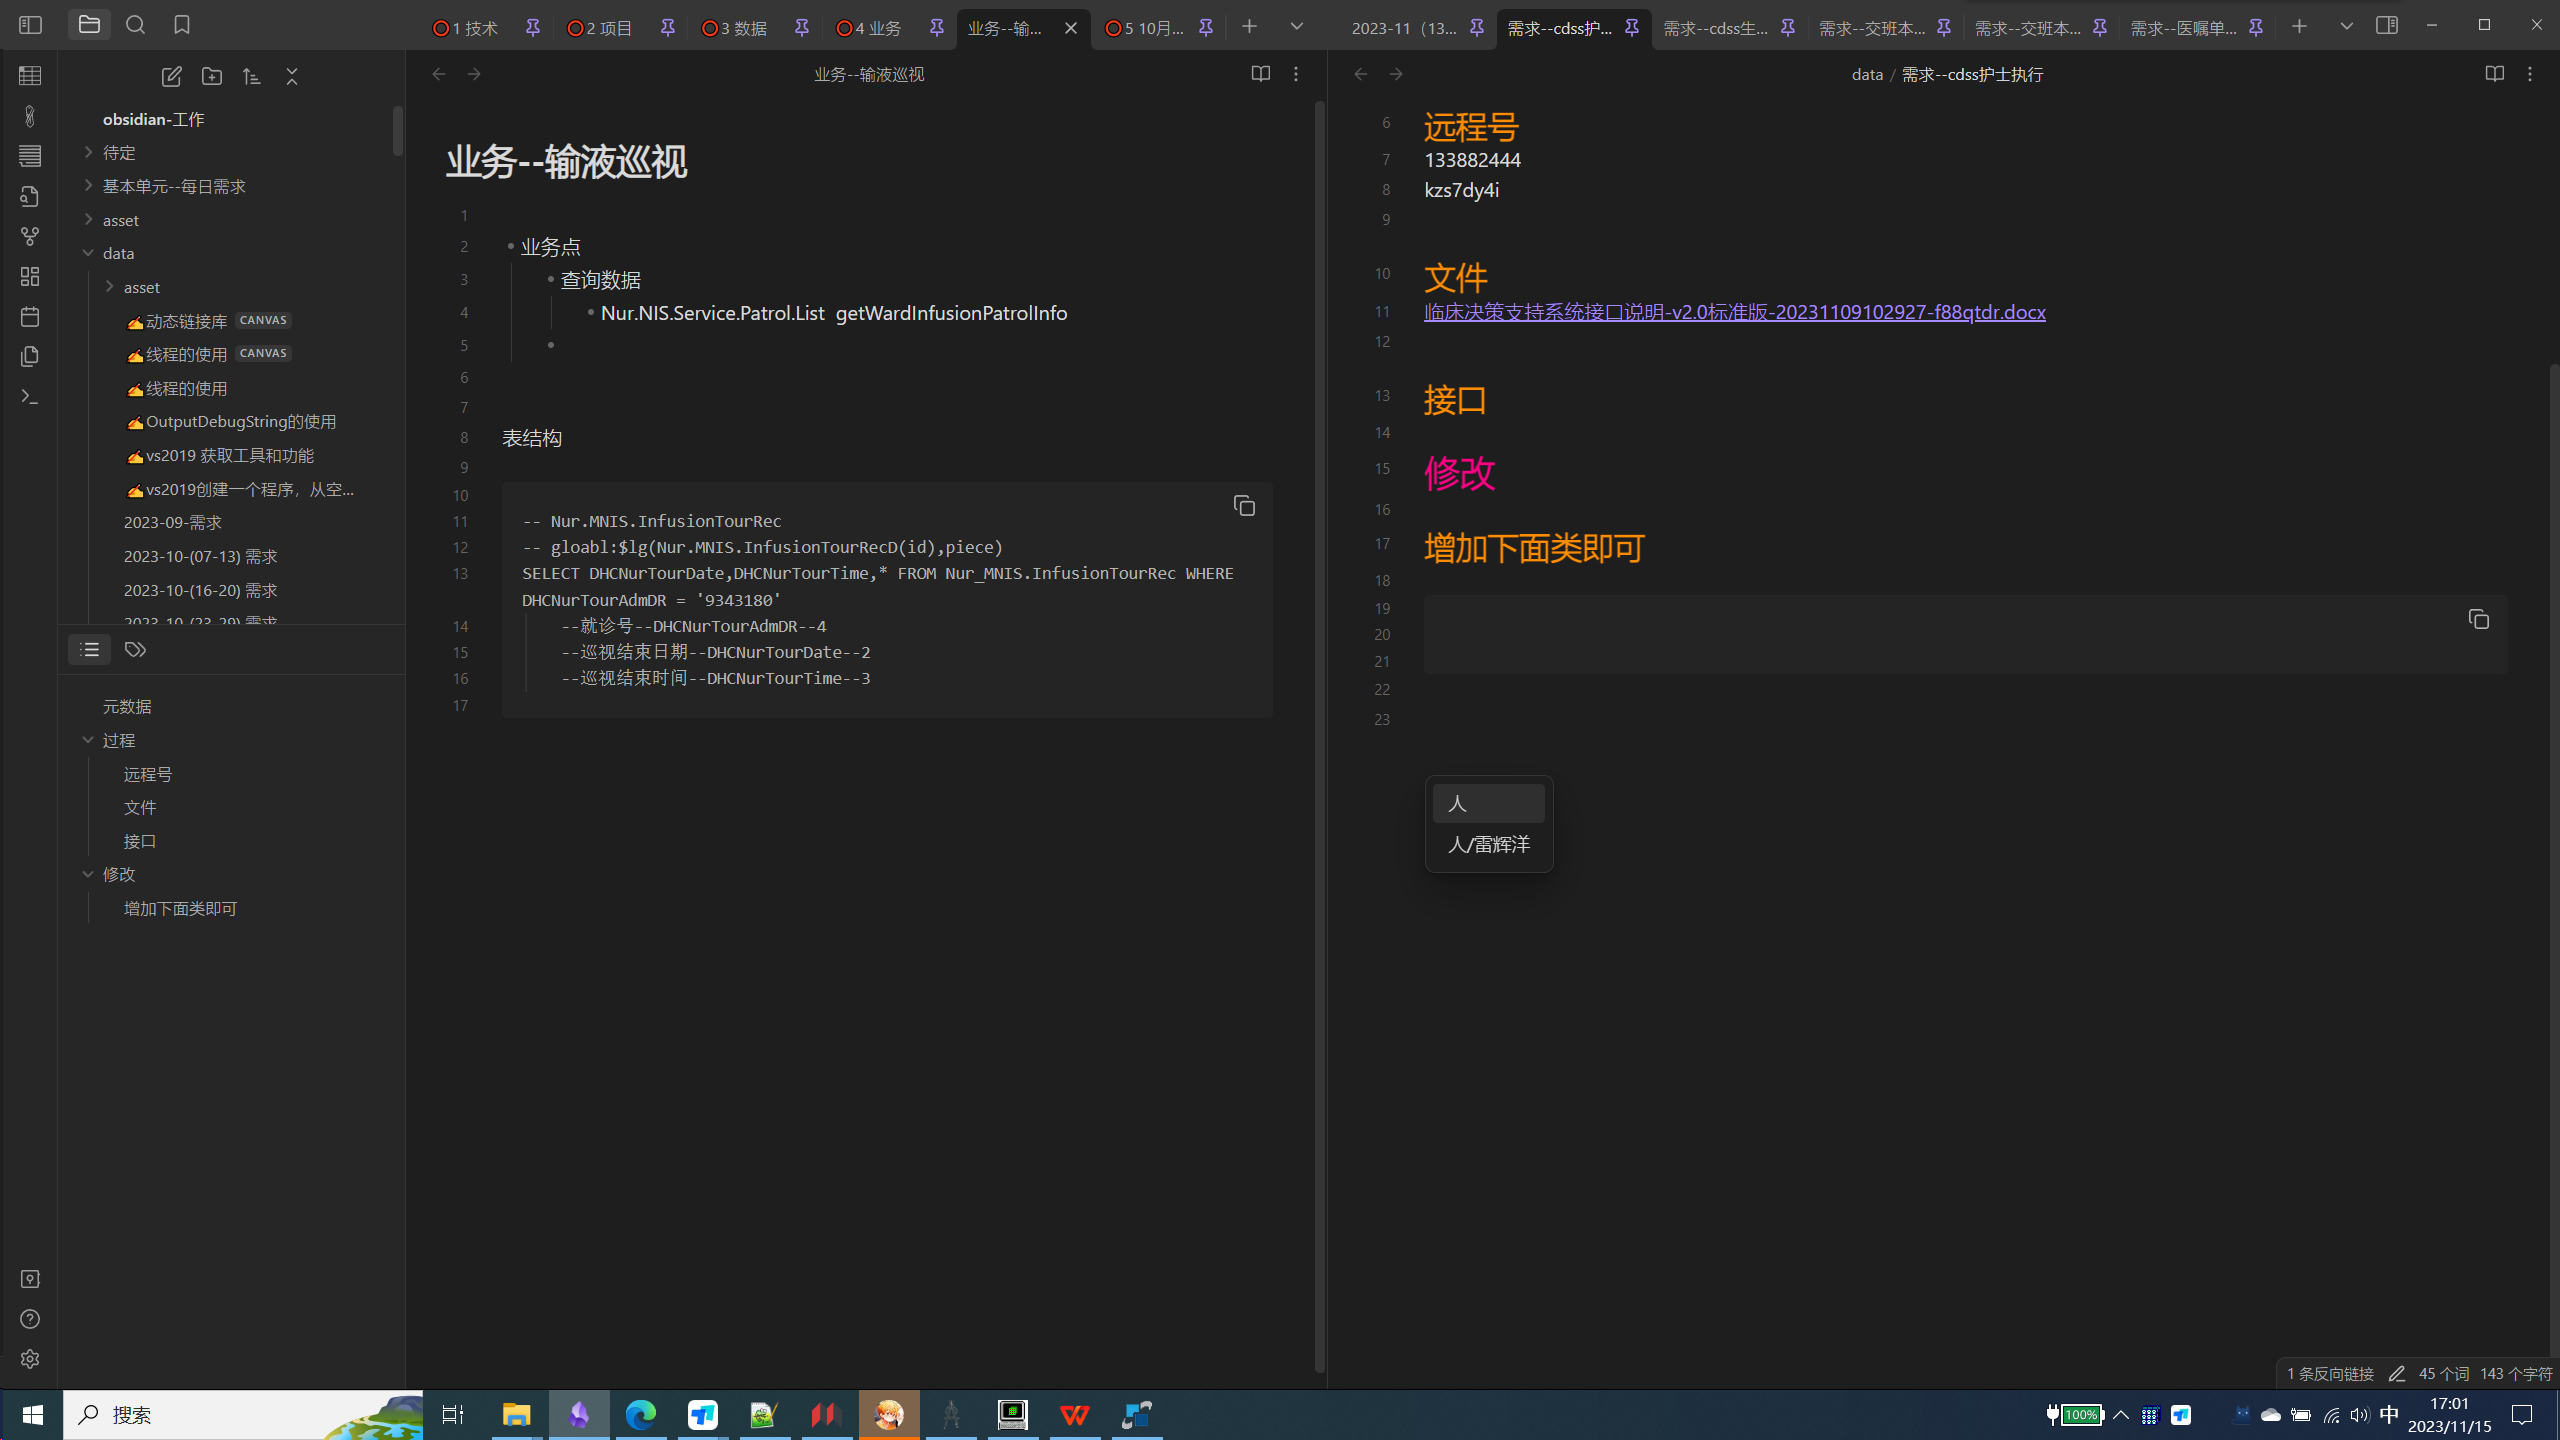 1 技术
2 项目
3 数据
4 业务
业务--输...
5 10月...
2023-11（13...
需求--cdss护...
需求--cdss生...
需求--交班本...
需求--交班本...
需求--医嘱单...
业务--输液巡视
data / 需求--cdss护士执行
obsidian-工作
待定
基本单元--每日需求
asset
data
asset
✍动态链接库 CANVAS
✍线程的使用 CANVAS
✍线程的使用
✍OutputDebugString的使用
✍vs2019 获取工具和功能
✍vs2019创建一个程序，从空...
2023-09-需求
2023-10-(07-13) 需求
2023-10-(16-20) 需求
2023-10-(23-29) 需求
元数据
过程
远程号
文件
接口
修改
增加下面类即可
业务--输液巡视
1
2 业务点
3 查询数据
4 Nur.NIS.Service.Patrol.List  getWardInfusionPatrolInfo
5
6
7
8 表结构
9
10
11 -- Nur.MNIS.InfusionTourRec
12 -- gloabl:$lg(Nur.MNIS.InfusionTourRecD(id),piece)
13 SELECT DHCNurTourDate,DHCNurTourTime,* FROM Nur_MNIS.InfusionTourRec WHERE
DHCNurTourAdmDR = '9343180'
14 --就诊号--DHCNurTourAdmDR--4
15 --巡视结束日期--DHCNurTourDate--2
16 --巡视结束时间--DHCNurTourTime--3
17
6 远程号
7 133882444
8 kzs7dy4i
9
10 文件
11 临床决策支持系统接口说明-v2.0标准版-20231109102927-f88qtdr.docx
12
13 接口
14
15 修改
16
17 增加下面类即可
18
19
20
21
22
23
人
人/雷辉洋
1 条反向链接
45 个词
143 个字符
搜索
100%
中
17:01
2023/11/15